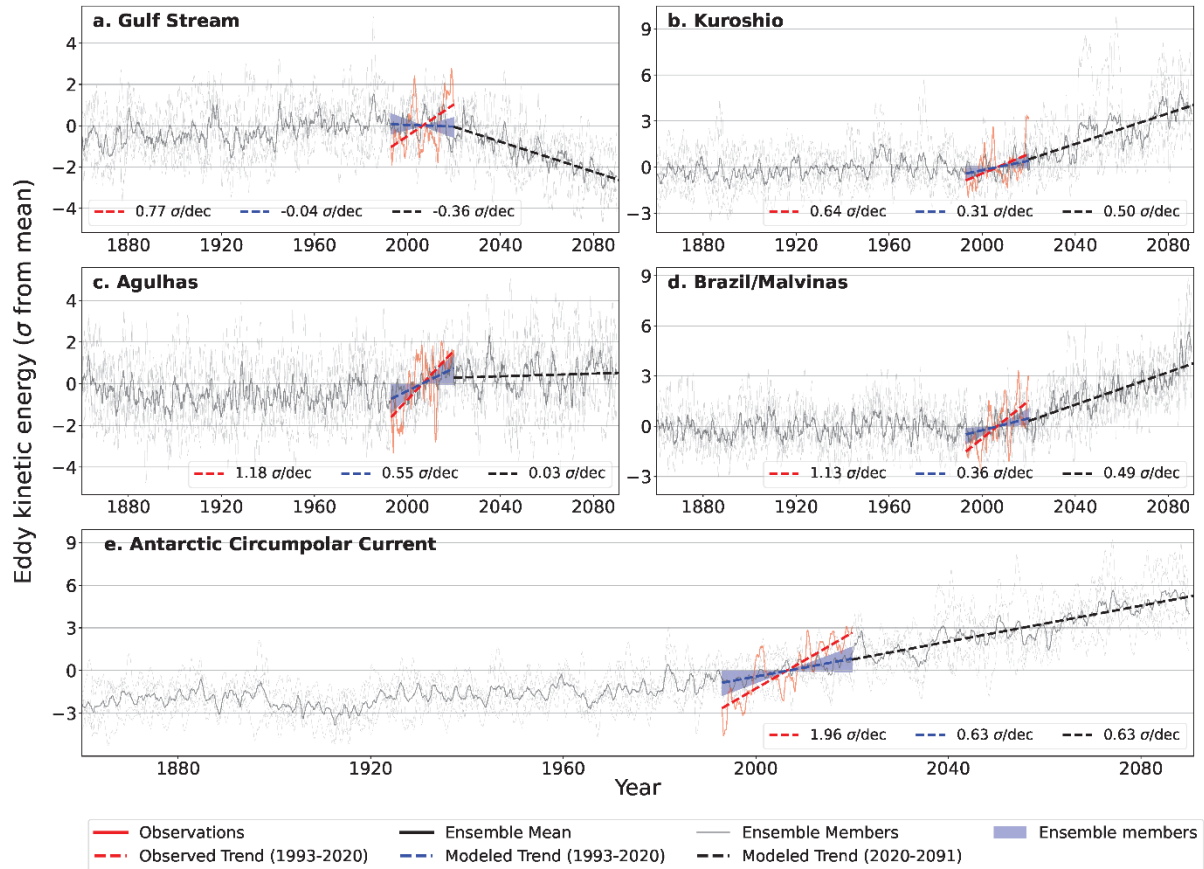 Eddy kinetic energy (σ from mean)
a. Gulf Stream
4
2
0
−2
−4
0.77 σ/dec -0.04 σ/dec -0.36 σ/dec
1880 1920 1960 2000 2040 2080
b. Kuroshio
9
6
3
0
−3
0.64 σ/dec 0.31 σ/dec 0.50 σ/dec
1880 1920 1960 2000 2040 2080
c. Agulhas
4
2
0
−2
−4
1.18 σ/dec 0.55 σ/dec 0.03 σ/dec
1880 1920 1960 2000 2040 2080
d. Brazil/Malvinas
9
6
3
0
−3
1.13 σ/dec 0.36 σ/dec 0.49 σ/dec
1880 1920 1960 2000 2040 2080
e. Antarctic Circumpolar Current
9
6
3
0
−3
1.96 σ/dec 0.63 σ/dec 0.63 σ/dec
1880 1920 1960 2000 2040 2080
Year
Observations Ensemble Mean Ensemble Members Ensemble members
Observed Trend (1993-2020) Modeled Trend (1993-2020) Modeled Trend (2020-2091)